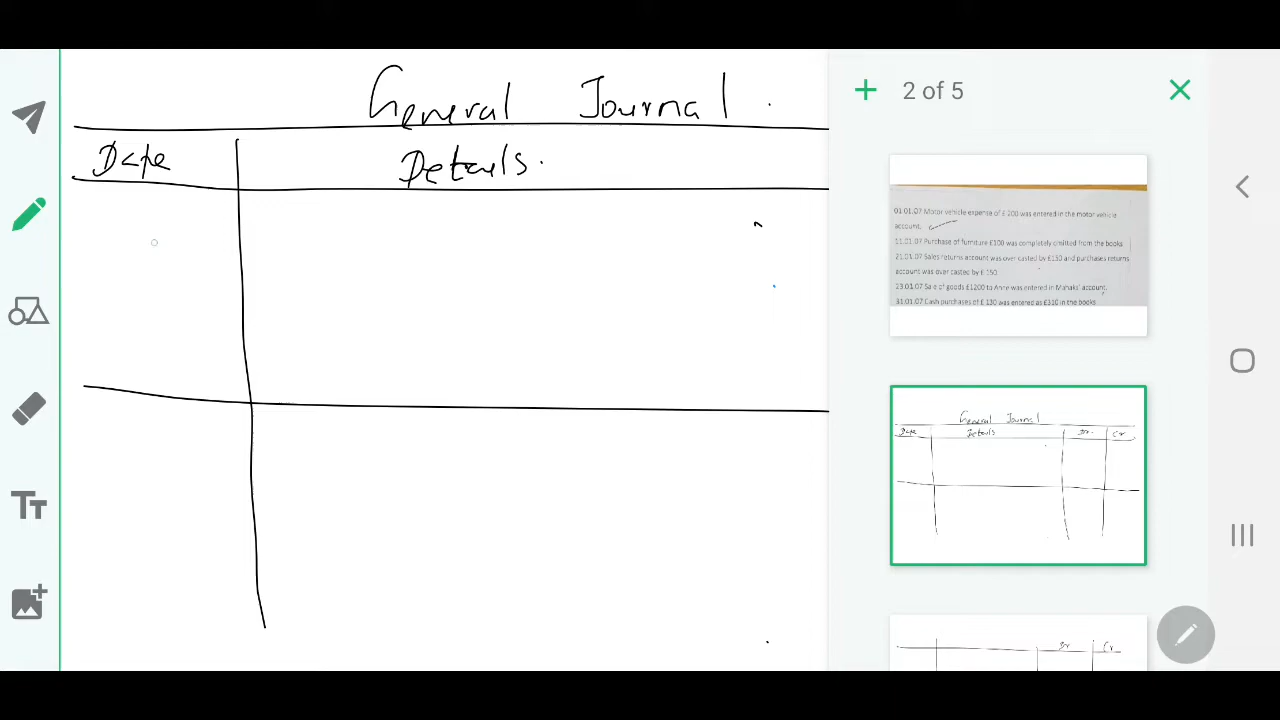 General Journal
Date Details.
2 of 5
01.01.07 Motor vehicle expense of £ 200 was entered in the motor vehicle
account.
11.01.07 Purchase of furniture £100 was completely omitted from the books
21.01.07 Sales returns account was over casted by £150 and purchases returns
account was over casted by £ 150
23.01.07 Sale of goods £1200 to Anne was entered in Mahaks' account.
31.01.07 Cash purchases of £ 130 was entered as £310 in the books
General Journal
Date Details Dr. Cr
Dr Cr
TT